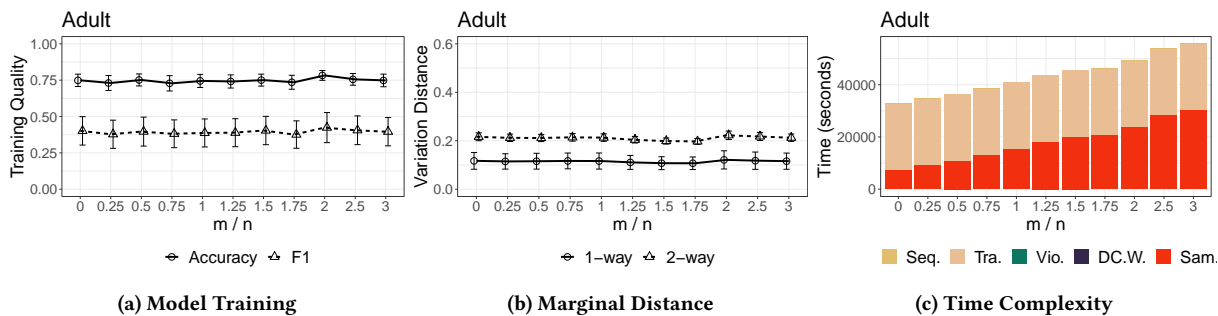 Adult
Training Quality
1.00
0.75
0.50
0.25
0.00
0 0.25 0.5 0.75 1 1.25 1.5 1.75 2 2.5 3
m / n
Accuracy F1
(a) Model Training
Adult
Variation Distance
0.6
0.4
0.2
0.0
0 0.25 0.5 0.75 1 1.25 1.5 1.75 2 2.5 3
m / n
1−way 2−way
(b) Marginal Distance
Adult
Time (seconds)
40000
20000
0
0 0.25 0.5 0.75 1 1.25 1.5 1.75 2 2.5 3
m / n
Seq. Tra. Vio. DC.W. Sam.
(c) Time Complexity